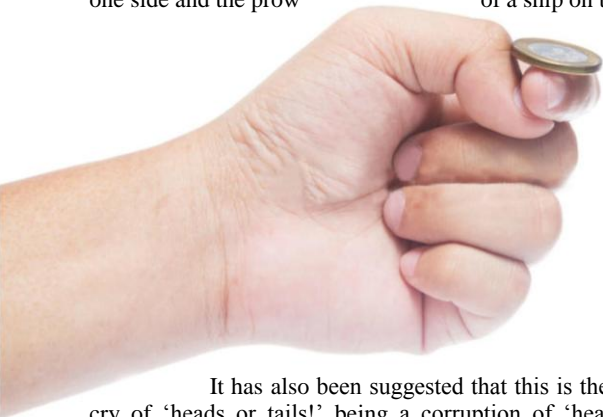 one side and the prow of a ship on t
It has also been suggested that this is the
cry of ‘heads or tails!’ being a corruption of ‘hea